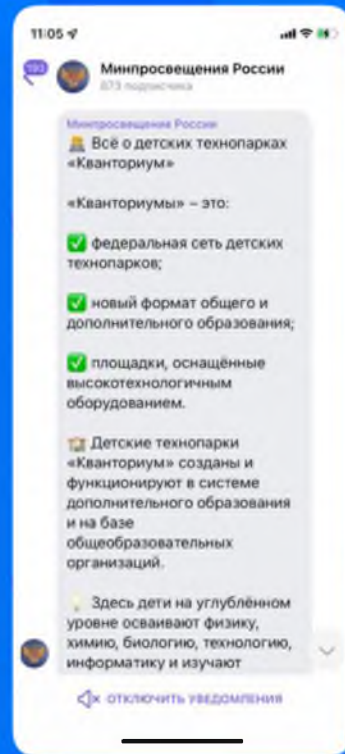 11:05
193
Минпросвещения России
873 подписчика
Минпросвещения России
Всё о детских технопарках
«Кванториум»
«Кванториумы» – это:
федеральная сеть детских
технопарков;
новый формат общего и
дополнительного образования;
площадки, оснащённые
высокотехнологичным
оборудованием.
Детские технопарки
«Кванториум» созданы и
функционируют в системе
дополнительного образования
и на базе
общеобразовательных
организаций.
Здесь дети на углублённом
уровне осваивают физику,
химию, биологию, технологию,
информатику и изучают
ОТКЛЮЧИТЬ УВЕДОМЛЕНИЯ